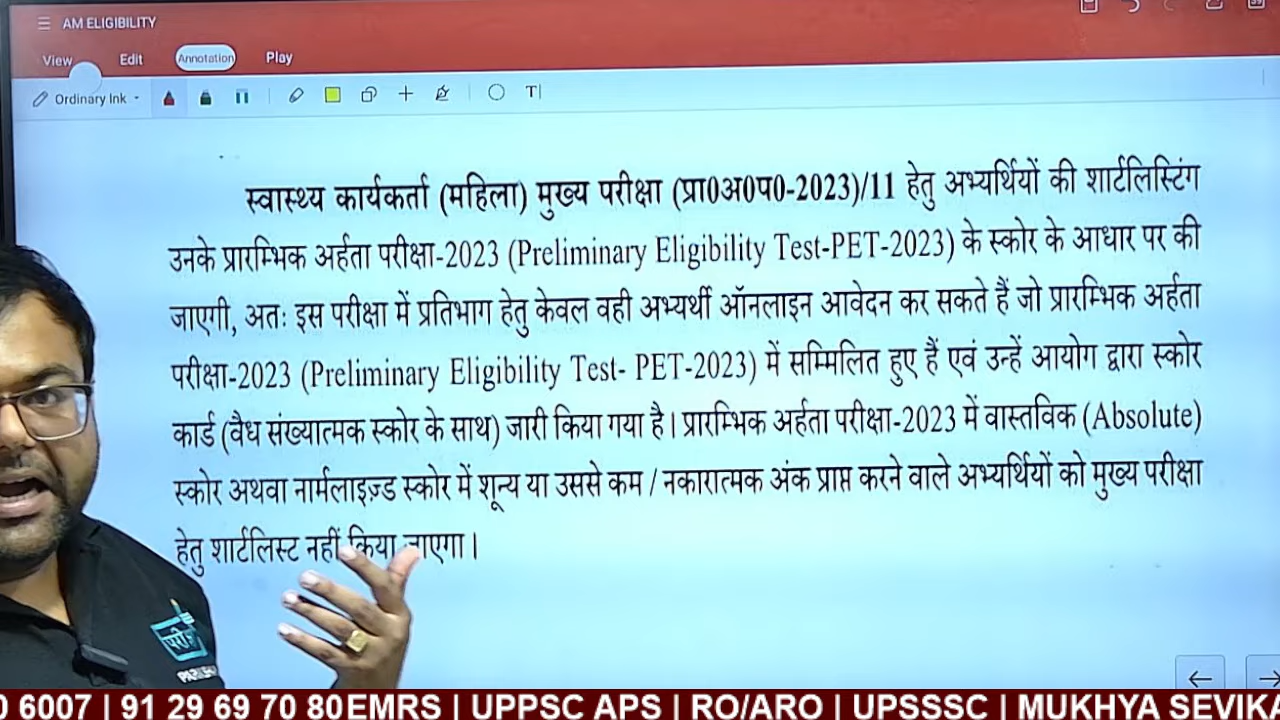 AM ELIGIBILITY
View Edit Annotation Play
Ordinary Ink T
स्वास्थ्य कार्यकर्ता (महिला) मुख्य परीक्षा (प्रा0अ0प0-2023)/11 हेतु अभ्यर्थियों की शार्टलिस्टिंग
उनके प्रारम्भिक अर्हता परीक्षा-2023 (Preliminary Eligibility Test-PET-2023) के स्कोर के आधार पर की
जाएगी, अतः इस परीक्षा में प्रतिभाग हेतु केवल वही अभ्यर्थी ऑनलाइन आवेदन कर सकते हैं जो प्रारम्भिक अर्हता
परीक्षा-2023 (Preliminary Eligibility Test- PET-2023) में सम्मिलित हुए हैं एवं उन्हें आयोग द्वारा स्कोर
कार्ड (वैध संख्यात्मक स्कोर के साथ) जारी किया गया है। प्रारम्भिक अर्हता परीक्षा-2023 में वास्तविक (Absolute)
स्कोर अथवा नार्मलाइज़्ड स्कोर में शून्य या उससे कम / नकारात्मक अंक प्राप्त करने वाले अभ्यर्थियों को मुख्य परीक्षा
हेतु शार्टलिस्ट नहीं किया जाएगा।
0 6007 | 91 29 69 70 80 EMRS | UPPSC APS | RO/ARO | UPSSSC | MUKHYA SEVIKA